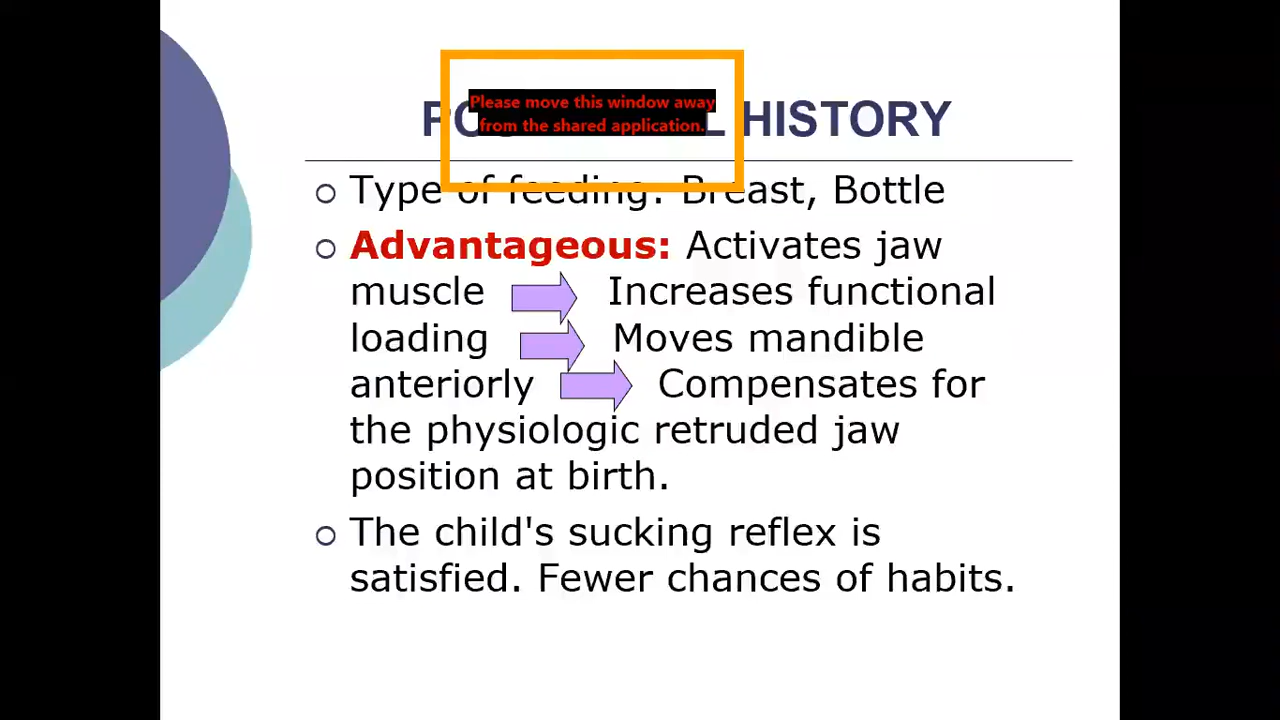 Please move this window away
from the shared application.
HISTORY
Type of feeding: Breast, Bottle
Advantageous: Activates jaw
muscle Increases functional
loading Moves mandible
anteriorly Compensates for
the physiologic retruded jaw
position at birth.
The child's sucking reflex is
satisfied. Fewer chances of habits.